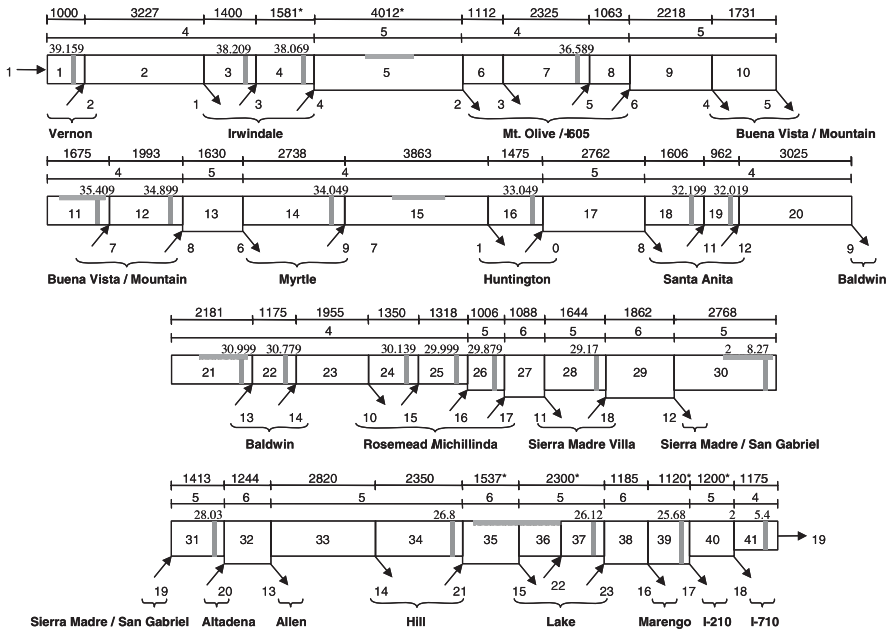 1000 3227 1400 1581* 4012* 1112 2325 1063 2218 1731
4 5 4 5
39.159 38.209 38.069 36.589
1 1 2 3 4 5 6 7 8 9 10
2 1 3 4 2 3 5 6 4 5
Vernon Irwindale Mt. Olive /-I605 Buena Vista / Mountain
1675 1993 1630 2738 3863 1475 2762 1606 962 3025
4 5 4 5 4
35.409 34.899 34.049 33.049 32.199 32.019
11 12 13 14 15 16 17 18 19 20
7 8 6 9 7 1 0 8 11 12 9
Buena Vista / Mountain Myrtle Huntington Santa Anita Baldwin
2181 1175 1955 1350 1318 1006 1088 1644 1862 2768
4 5 6 5 6 5
30.999 30.779 30.139 29.999 29.879 29.17 2 8.27
21 22 23 24 25 26 27 28 29 30
13 14 10 15 16 17 11 18 12
Baldwin Rosemead Michillinda Sierra Madre Villa Sierra Madre / San Gabriel
1413 1244 2820 2350 1537* 2300* 1185 1120* 1200* 1175
5 6 5 6 5 6 5 4
28.03 26.8 26.12 25.68 2 5.4
31 32 33 34 35 36 37 38 39 40 41 19
19 20 13 14 21 15 22 23 16 17 18
Sierra Madre / San Gabriel Altadena Allen Hill Lake Marengo I-210 I-710